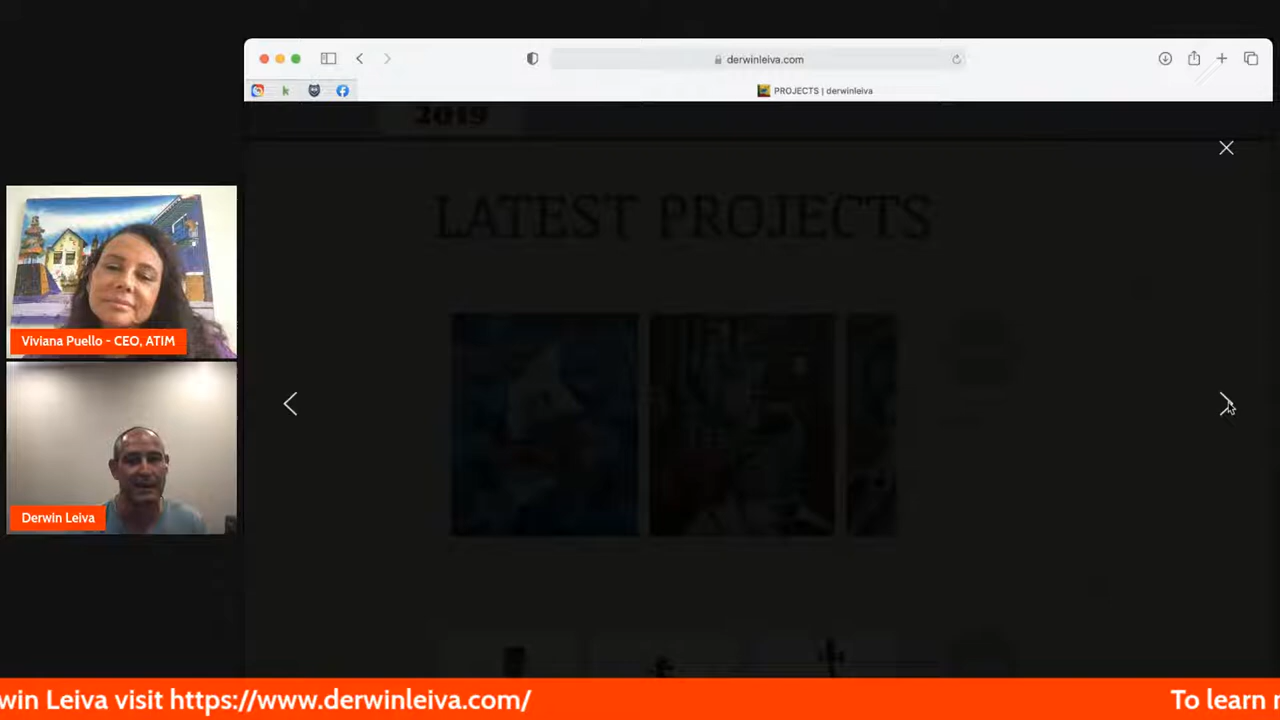 derwinleiva.com
PROJECTS | derwinleiva
2019
LATEST PROJECTS
Viviana Puello - CEO, ATIM
Derwin Leiva
win Leiva visit https://www.derwinleiva.com/
To learn